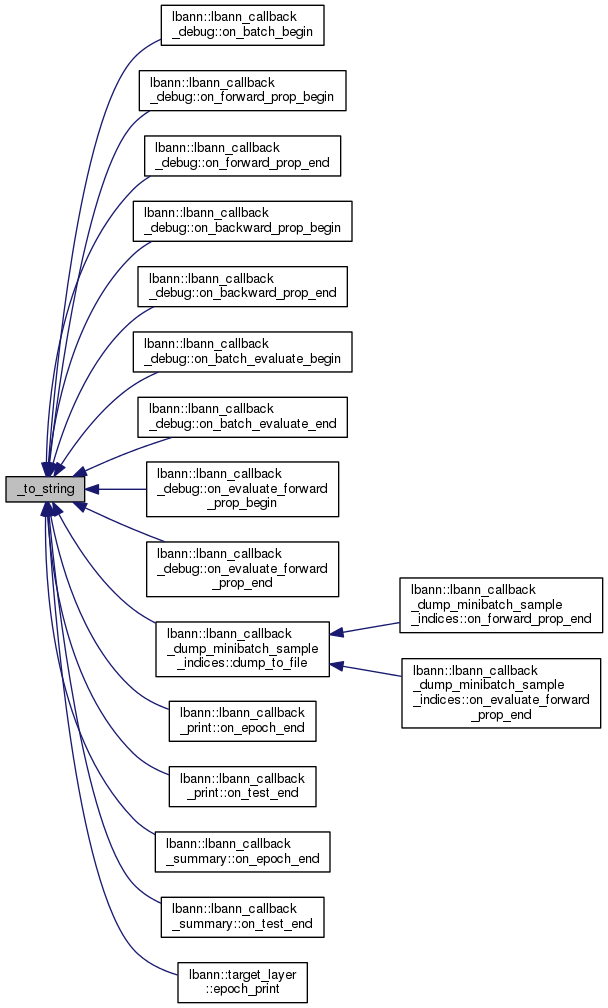 lbann::lbann_callback
_debug::on_batch_begin
lbann::lbann_callback
_debug::on_forward_prop_begin
lbann::lbann_callback
_debug::on_forward_prop_end
lbann::lbann_callback
_debug::on_backward_prop_begin
lbann::lbann_callback
_debug::on_backward_prop_end
lbann::lbann_callback
_debug::on_batch_evaluate_begin
lbann::lbann_callback
_debug::on_batch_evaluate_end
_to_string
lbann::lbann_callback
_debug::on_evaluate_forward
_prop_begin
lbann::lbann_callback
_debug::on_evaluate_forward
_prop_end
lbann::lbann_callback
_dump_minibatch_sample
_indices::dump_to_file
lbann::lbann_callback
_dump_minibatch_sample
_indices::on_forward_prop_end
lbann::lbann_callback
_dump_minibatch_sample
_indices::on_evaluate_forward
_prop_end
lbann::lbann_callback
_print::on_epoch_end
lbann::lbann_callback
_print::on_test_end
lbann::lbann_callback
_summary::on_epoch_end
lbann::lbann_callback
_summary::on_test_end
lbann::target_layer
::epoch_print